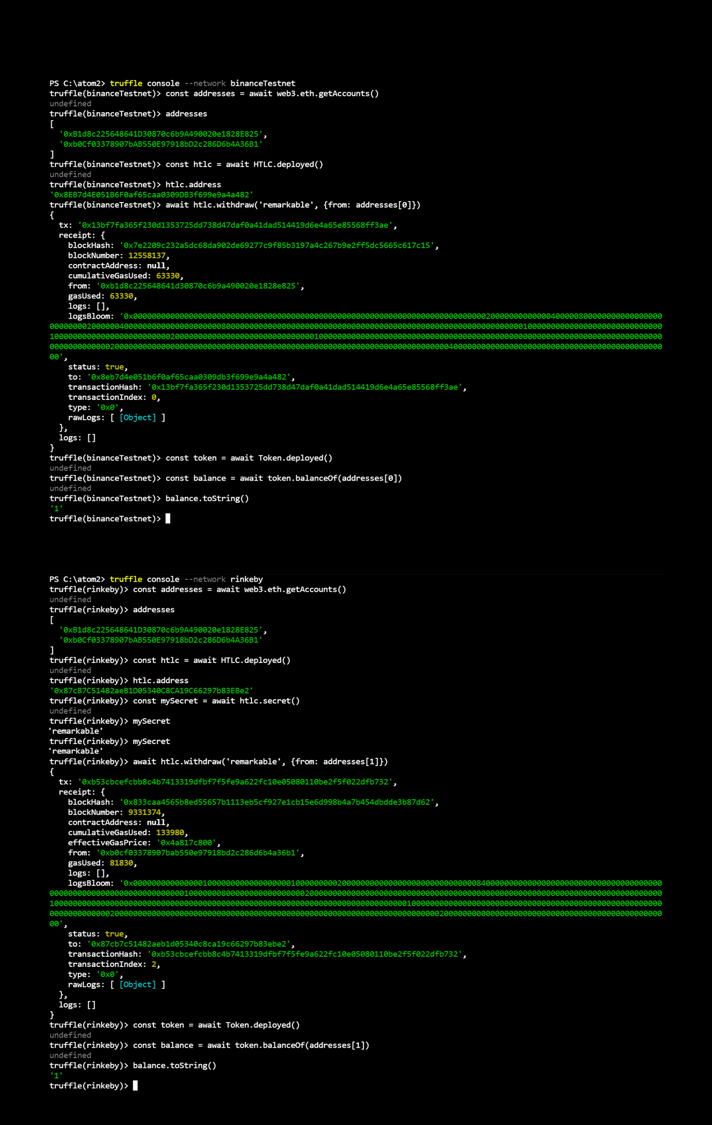 PS C:\atom2> truffle console --network binanceTestnet
truffle(binanceTestnet)> const addresses = await web3.eth.getAccounts()
undefined
truffle(binanceTestnet)> addresses
[
  '0xB1d8c225648641D30870c6b9A490020e1828E825',
  '0xb0Cf03378907bAB550E97918bD2c286D6b4A36B1'
]
truffle(binanceTestnet)> const htlc = await HTLC.deployed()
undefined
truffle(binanceTestnet)> htlc.address
'0x8EB7d4E051B6F0af65caa0309DB3f699e9a4a482'
truffle(binanceTestnet)> await htlc.withdraw('remarkable', {from: addresses[0]})
{
  tx: '0x13bf7fa365f230d1353725dd738d47daf0a41dad514419d6e4a65e85568ff3ae',
  receipt: {
    blockHash: '0x7e2209c232a5dc68da902de69277c9f85b3197a4c267b9e2ff5dc5665c617c15',
    blockNumber: 12558137,
    contractAddress: null,
    cumulativeGasUsed: 63330,
    from: '0xb1d8c225648641d30870c6b9a490020e1828e825',
    gasUsed: 63330,
    logs: [],
    logsBloom:
00',
    status: true,
    to: '0x8eb7d4e051b6f0af65caa0309db3f699e9a4a482',
    transactionHash: '0x13bf7fa365f230d1353725dd738d47daf0a41dad514419d6e4a65e85568ff3ae',
    transactionIndex: 0,
    type: '0x0',
    rawLogs: [ [Object] ]
  },
  logs: []
}
truffle(binanceTestnet)> const token = await Token.deployed()
undefined
truffle(binanceTestnet)> const balance = await token.balanceOf(addresses[0])
undefined
truffle(binanceTestnet)> balance.toString()
'1'
truffle(binanceTestnet)>
PS C:\atom2> truffle console --network rinkeby
truffle(rinkeby)> const addresses = await web3.eth.getAccounts()
undefined
truffle(rinkeby)> addresses
[
  '0xB1d8c225648641D30870c6b9A490020e1828E825',
  '0xb0Cf03378907bAB550E97918bD2c286D6b4A36B1'
]
truffle(rinkeby)> const htlc = await HTLC.deployed()
undefined
truffle(rinkeby)> htlc.address
'0x87cB7C51482aeB1D05340C8CA19C66297b83EBe2'
truffle(rinkeby)> const mySecret = await htlc.secret()
undefined
truffle(rinkeby)> mySecret
'remarkable'
truffle(rinkeby)> mySecret
'remarkable'
truffle(rinkeby)> await htlc.withdraw('remarkable', {from: addresses[1]})
{
  tx: '0xb53cbcefcbb8c4b7413319dfbf7f5fe9a622fc10e05080110be2f5f022dfb732',
  receipt: {
    blockHash: '0x833caa4565b8ed55657b1113eb5cf927e1cb15e6d998b4a7b454dbdde3b87d62',
    blockNumber: 9331374,
    contractAddress: null,
    cumulativeGasUsed: 133980,
    effectiveGasPrice: '0x4a817c800',
    from: '0xb0cf03378907bab550e97918bd2c286d6b4a36b1',
    gasUsed: 81830,
    logs: [],
    logsBloom:
00',
    status: true,
    to: '0x87cb7c51482aeb1d05340c8ca19c66297b83ebe2',
    transactionHash: '0xb53cbcefcbb8c4b7413319dfbf7f5fe9a622fc10e05080110be2f5f022dfb732',
    transactionIndex: 2,
    type: '0x0',
    rawLogs: [ [Object] ]
  },
  logs: []
}
truffle(rinkeby)> const token = await Token.deployed()
undefined
truffle(rinkeby)> const balance = await token.balanceOf(addresses[1])
undefined
truffle(rinkeby)> balance.toString()
'1'
truffle(rinkeby)>